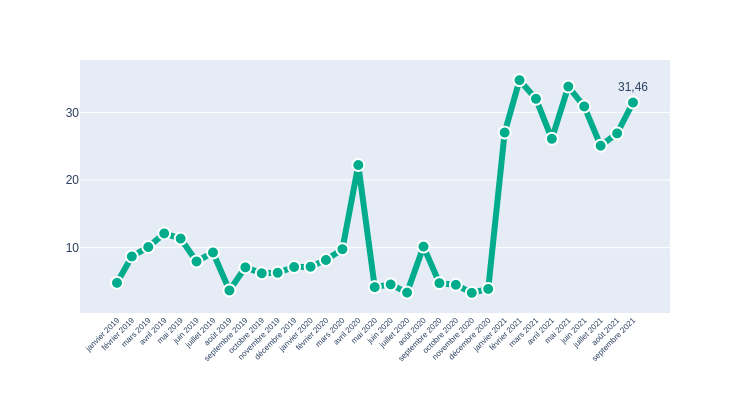 31,46
30
20
10
janvier 2019
février 2019
mars 2019
avril 2019
mai 2019
juin 2019
juillet 2019
août 2019
septembre 2019
octobre 2019
novembre 2019
décembre 2019
janvier 2020
février 2020
mars 2020
avril 2020
mai 2020
juin 2020
juillet 2020
août 2020
septembre 2020
octobre 2020
novembre 2020
décembre 2020
janvier 2021
février 2021
mars 2021
avril 2021
mai 2021
juin 2021
juillet 2021
août 2021
septembre 2021